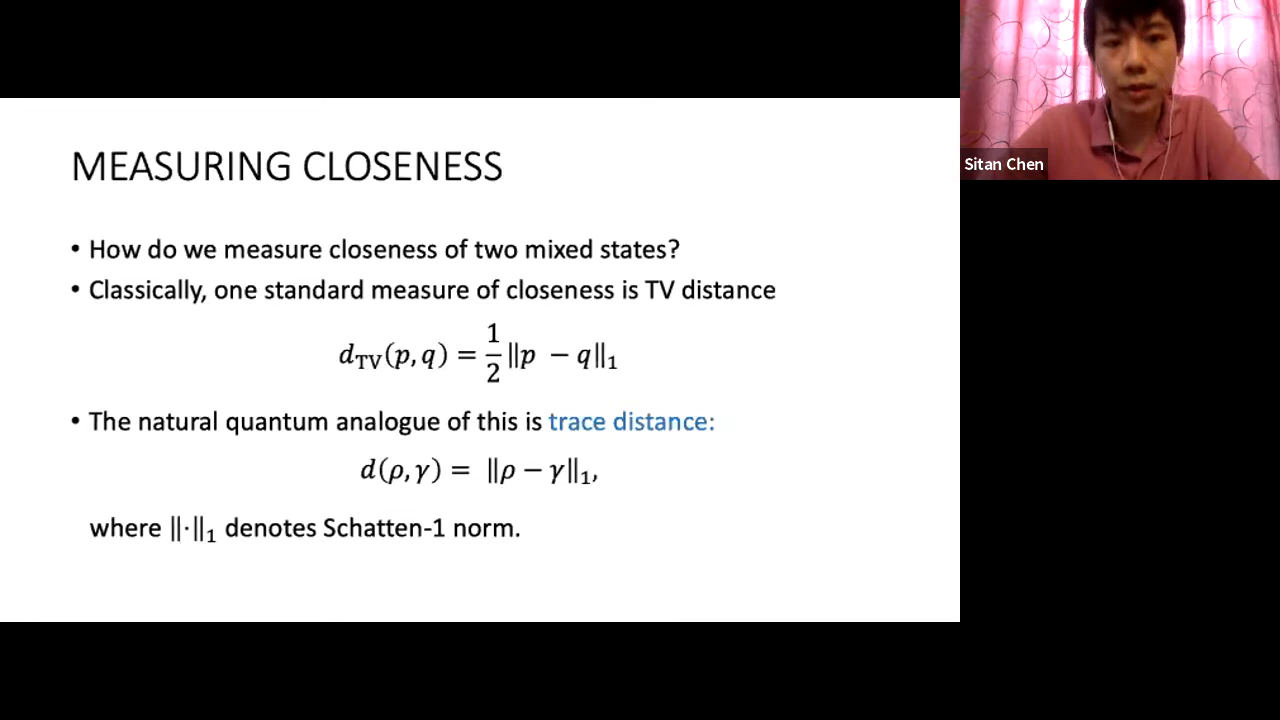 MEASURING CLOSENESS
• How do we measure closeness of two mixed states?
• Classically, one standard measure of closeness is TV distance
d_TV(p, q) = 1/2 ‖p − q‖₁
• The natural quantum analogue of this is trace distance:
d(ρ, γ) = ‖ρ − γ‖₁,
where ‖·‖₁ denotes Schatten-1 norm.
Sitan Chen